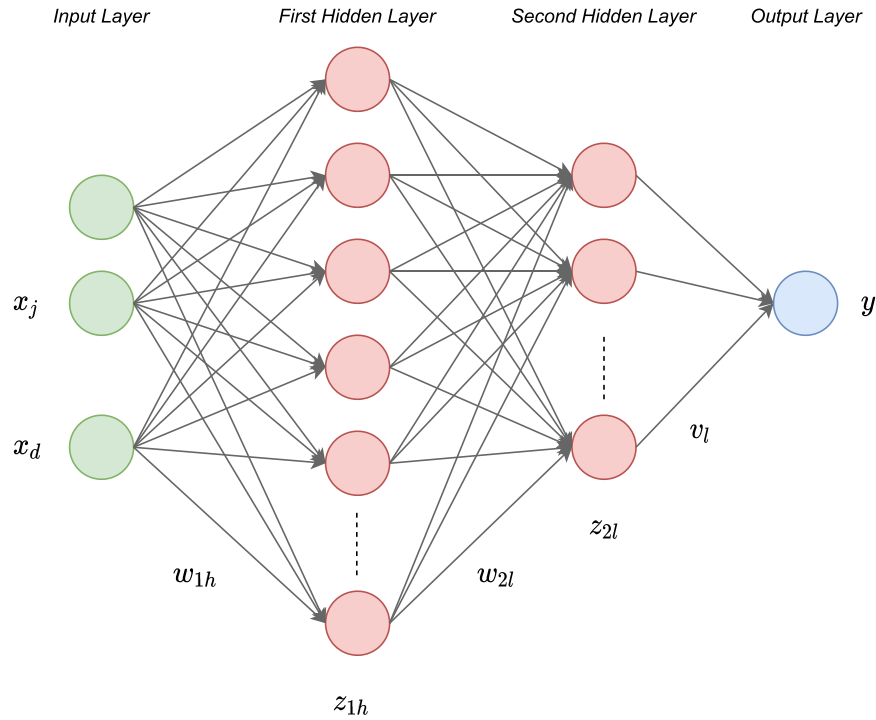 Input Layer
First Hidden Layer
Second Hidden Layer
Output Layer
x_j
y
x_d
v_l
z_{2l}
w_{1h}
w_{2l}
z_{1h}